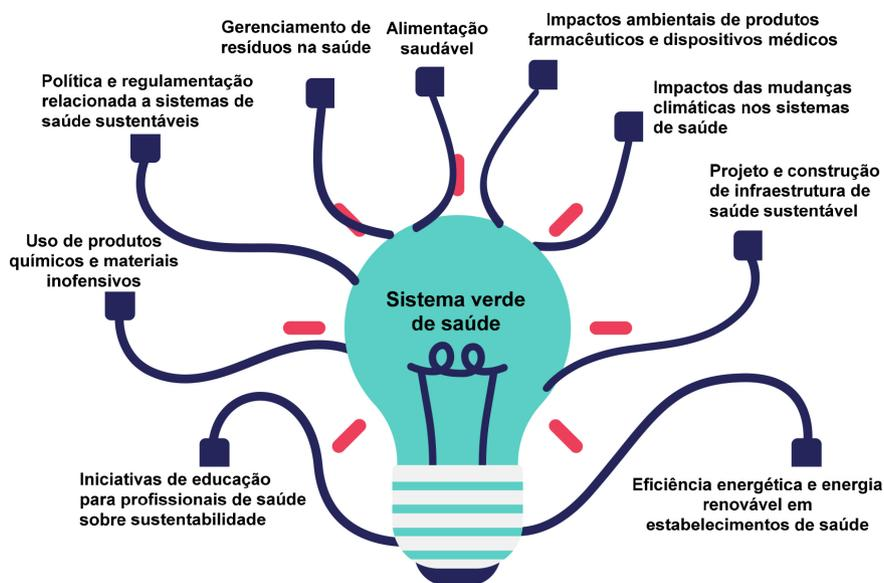 Gerenciamento de
resíduos na saúde
Alimentação
saudável
Impactos ambientais de produtos
farmacêuticos e dispositivos médicos
Política e regulamentação
relacionada a sistemas de
saúde sustentáveis
Impactos das mudanças
climáticas nos sistemas
de saúde
Projeto e construção
de infraestrutura de
saúde sustentável
Uso de produtos
químicos e materiais
inofensivos
Sistema verde
de saúde
Iniciativas de educação
para profissionais de saúde
sobre sustentabilidade
Eficiência energética e energia
renovável em
estabelecimentos de saúde